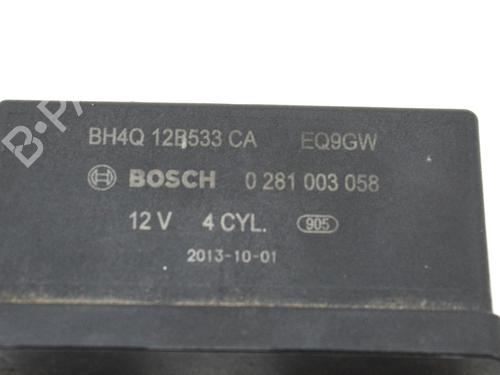 BH4Q 12B533 CA EQ9GW
BOSCH 0 281 003 058
12 V 4 CYL. 905
2013-10-01